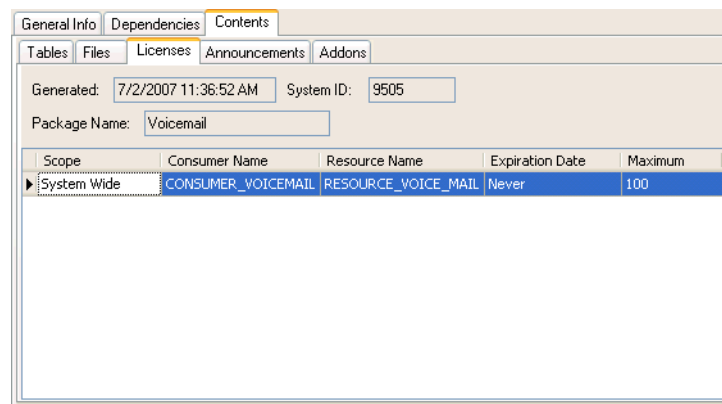 General Info Dependencies Contents
Tables Files Licenses Announcements Addons
Generated: 7/2/2007 11:36:52 AM System ID: 9505
Package Name: Voicemail
Scope Consumer Name Resource Name Expiration Date Maximum
System Wide CONSUMER_VOICEMAIL RESOURCE_VOICE_MAIL Never 100